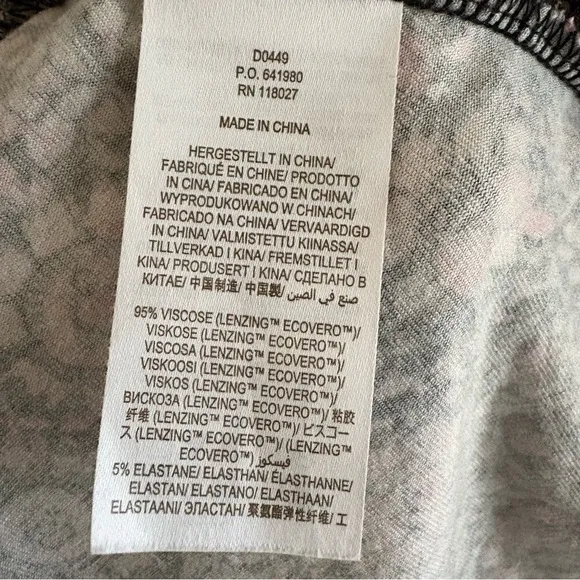 D0449
P.O. 641980
RN 118027
MADE IN CHINA
HERGESTELLT IN CHINA/
FABRIQUÉ EN CHINE/ PRODOTTO
IN CINA/ FABRICADO EN CHINA/
WYPRODUKOWANO W CHINACH/
FABRICADO NA CHINA/ VERVAARDIGD
IN CHINA/ VALMISTETTU KIINASSA/
TILLVERKAD I KINA/ FREMSTILLET I
KINA/ PRODUSERT I KINA/ СДЕЛАНО В
КИТАЕ/ 中国制造/ 中国製/ صنع في الصين
95% VISCOSE (LENZING™ ECOVERO™)/
VISKOSE (LENZING™ ECOVERO™)/
VISCOSA (LENZING™ ECOVERO™)/
VISKOOSI (LENZING™ ECOVERO™)/
VISKOS (LENZING™ ECOVERO™)/
ВИСКОЗА (LENZING™ ECOVERO™)/ 粘胶
纤维 (LENZING™ ECOVERO™)/ ビスコー
ス (LENZING™ ECOVERO™)/ (LENZING™
ECOVERO™) فيسكوز/
5% ELASTANE/ ELASTHAN/ ÉLASTHANNE/
ELASTAN/ ELASTANO/ ELASTHAAN/
ELASTAANI/ ЭЛАСТАН/ 聚氨酯弹性纤维/ エ